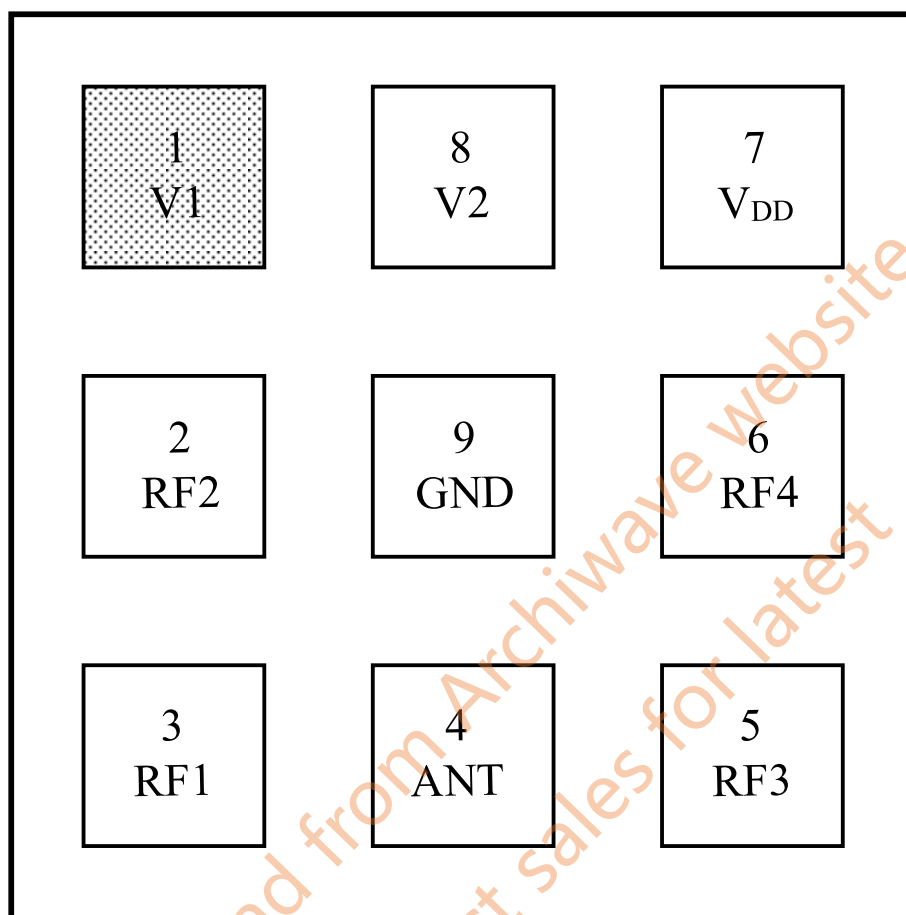 1
V1
8
V2
7
VDD
2
RF2
9
GND
6
RF4
3
RF1
4
ANT
5
RF3
from Archiwave website
sales for latest